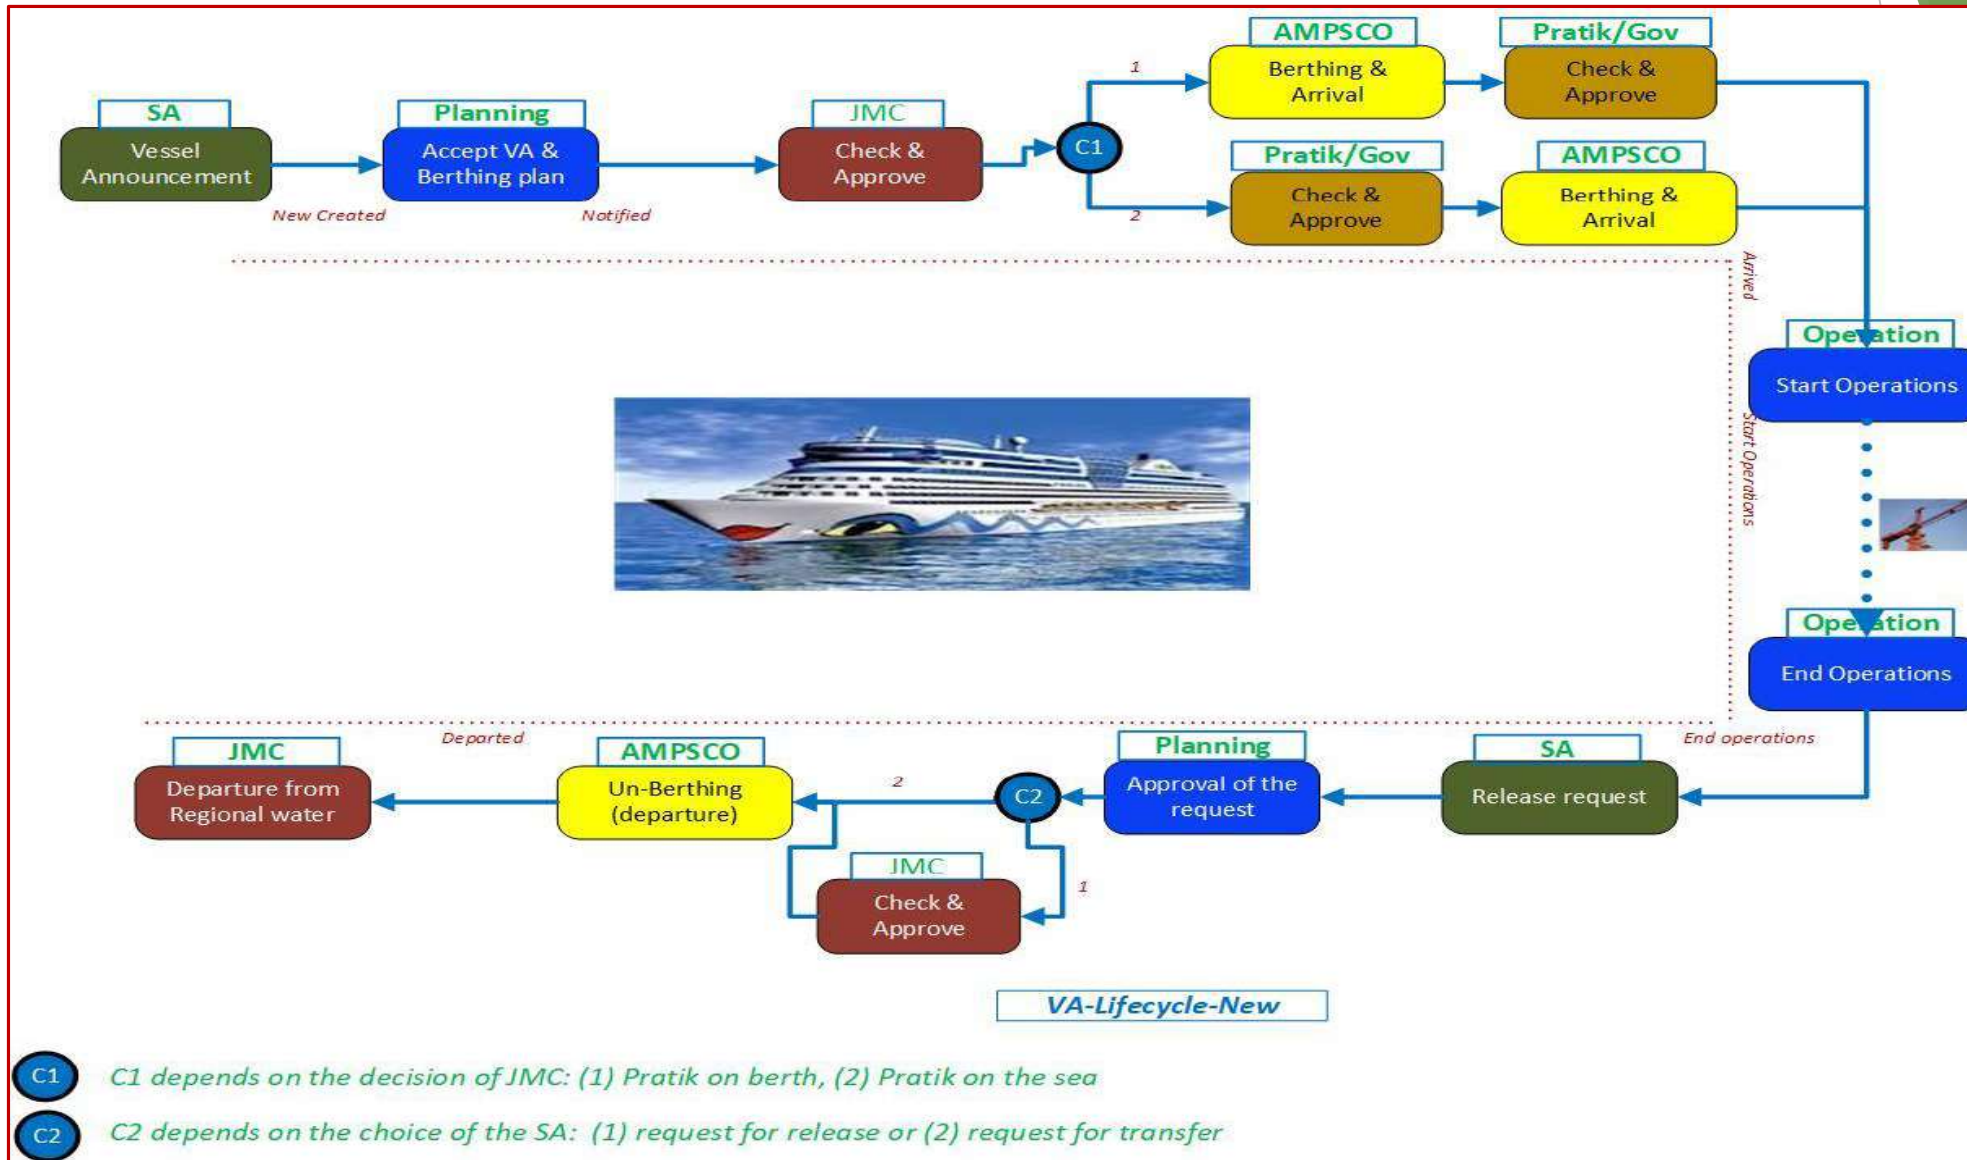 SA
Vessel
Announcement
New Created
Planning
Accept VA &
Berthing plan
Notified
JMC
Check &
Approve
C1
1
AMPSCO
Berthing &
Arrival
Pratik/Gov
Check &
Approve
2
Pratik/Gov
Check &
Approve
AMPSCO
Berthing &
Arrival
Arrived
Operation
Start Operations
Start Operations
Operation
End Operations
End operations
SA
Release request
Planning
Approval of the
request
C2
2
1
JMC
Check &
Approve
AMPSCO
Un-Berthing
(departure)
Departed
JMC
Departure from
Regional water
VA-Lifecycle-New
C1 C1 depends on the decision of JMC: (1) Pratik on berth, (2) Pratik on the sea
C2 C2 depends on the choice of the SA: (1) request for release or (2) request for transfer